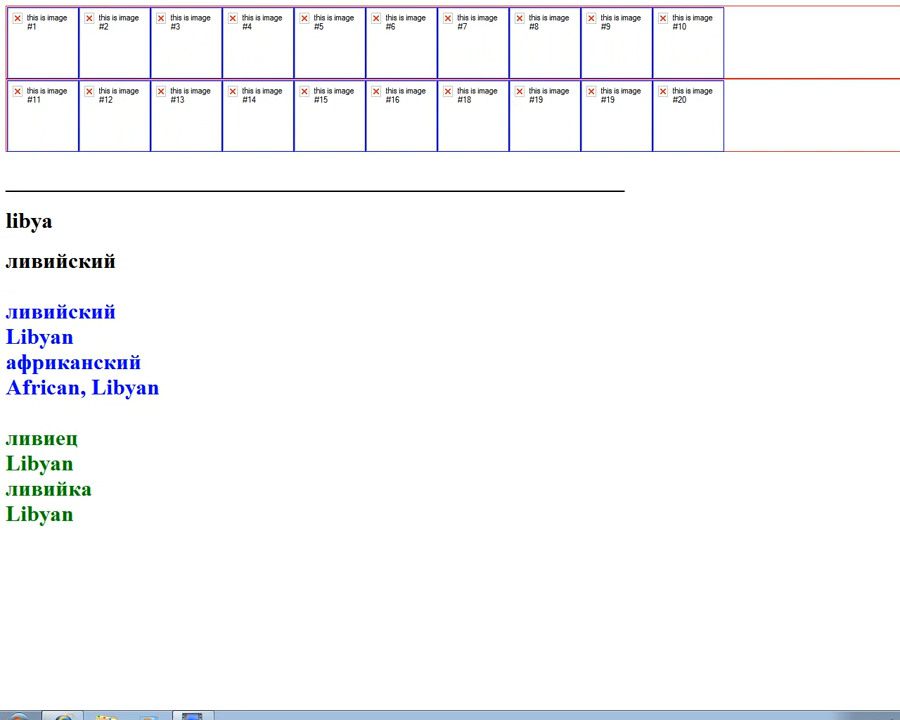 this is image #1 this is image #2 this is image #3 this is image #4 this is image #5 this is image #6 this is image #7 this is image #8 this is image #9 this is image #10
this is image #11 this is image #12 this is image #13 this is image #14 this is image #15 this is image #16 this is image #18 this is image #19 this is image #19 this is image #20
libya
ливийский
ливийский
Libyan
африканский
African, Libyan
ливиец
Libyan
ливийка
Libyan